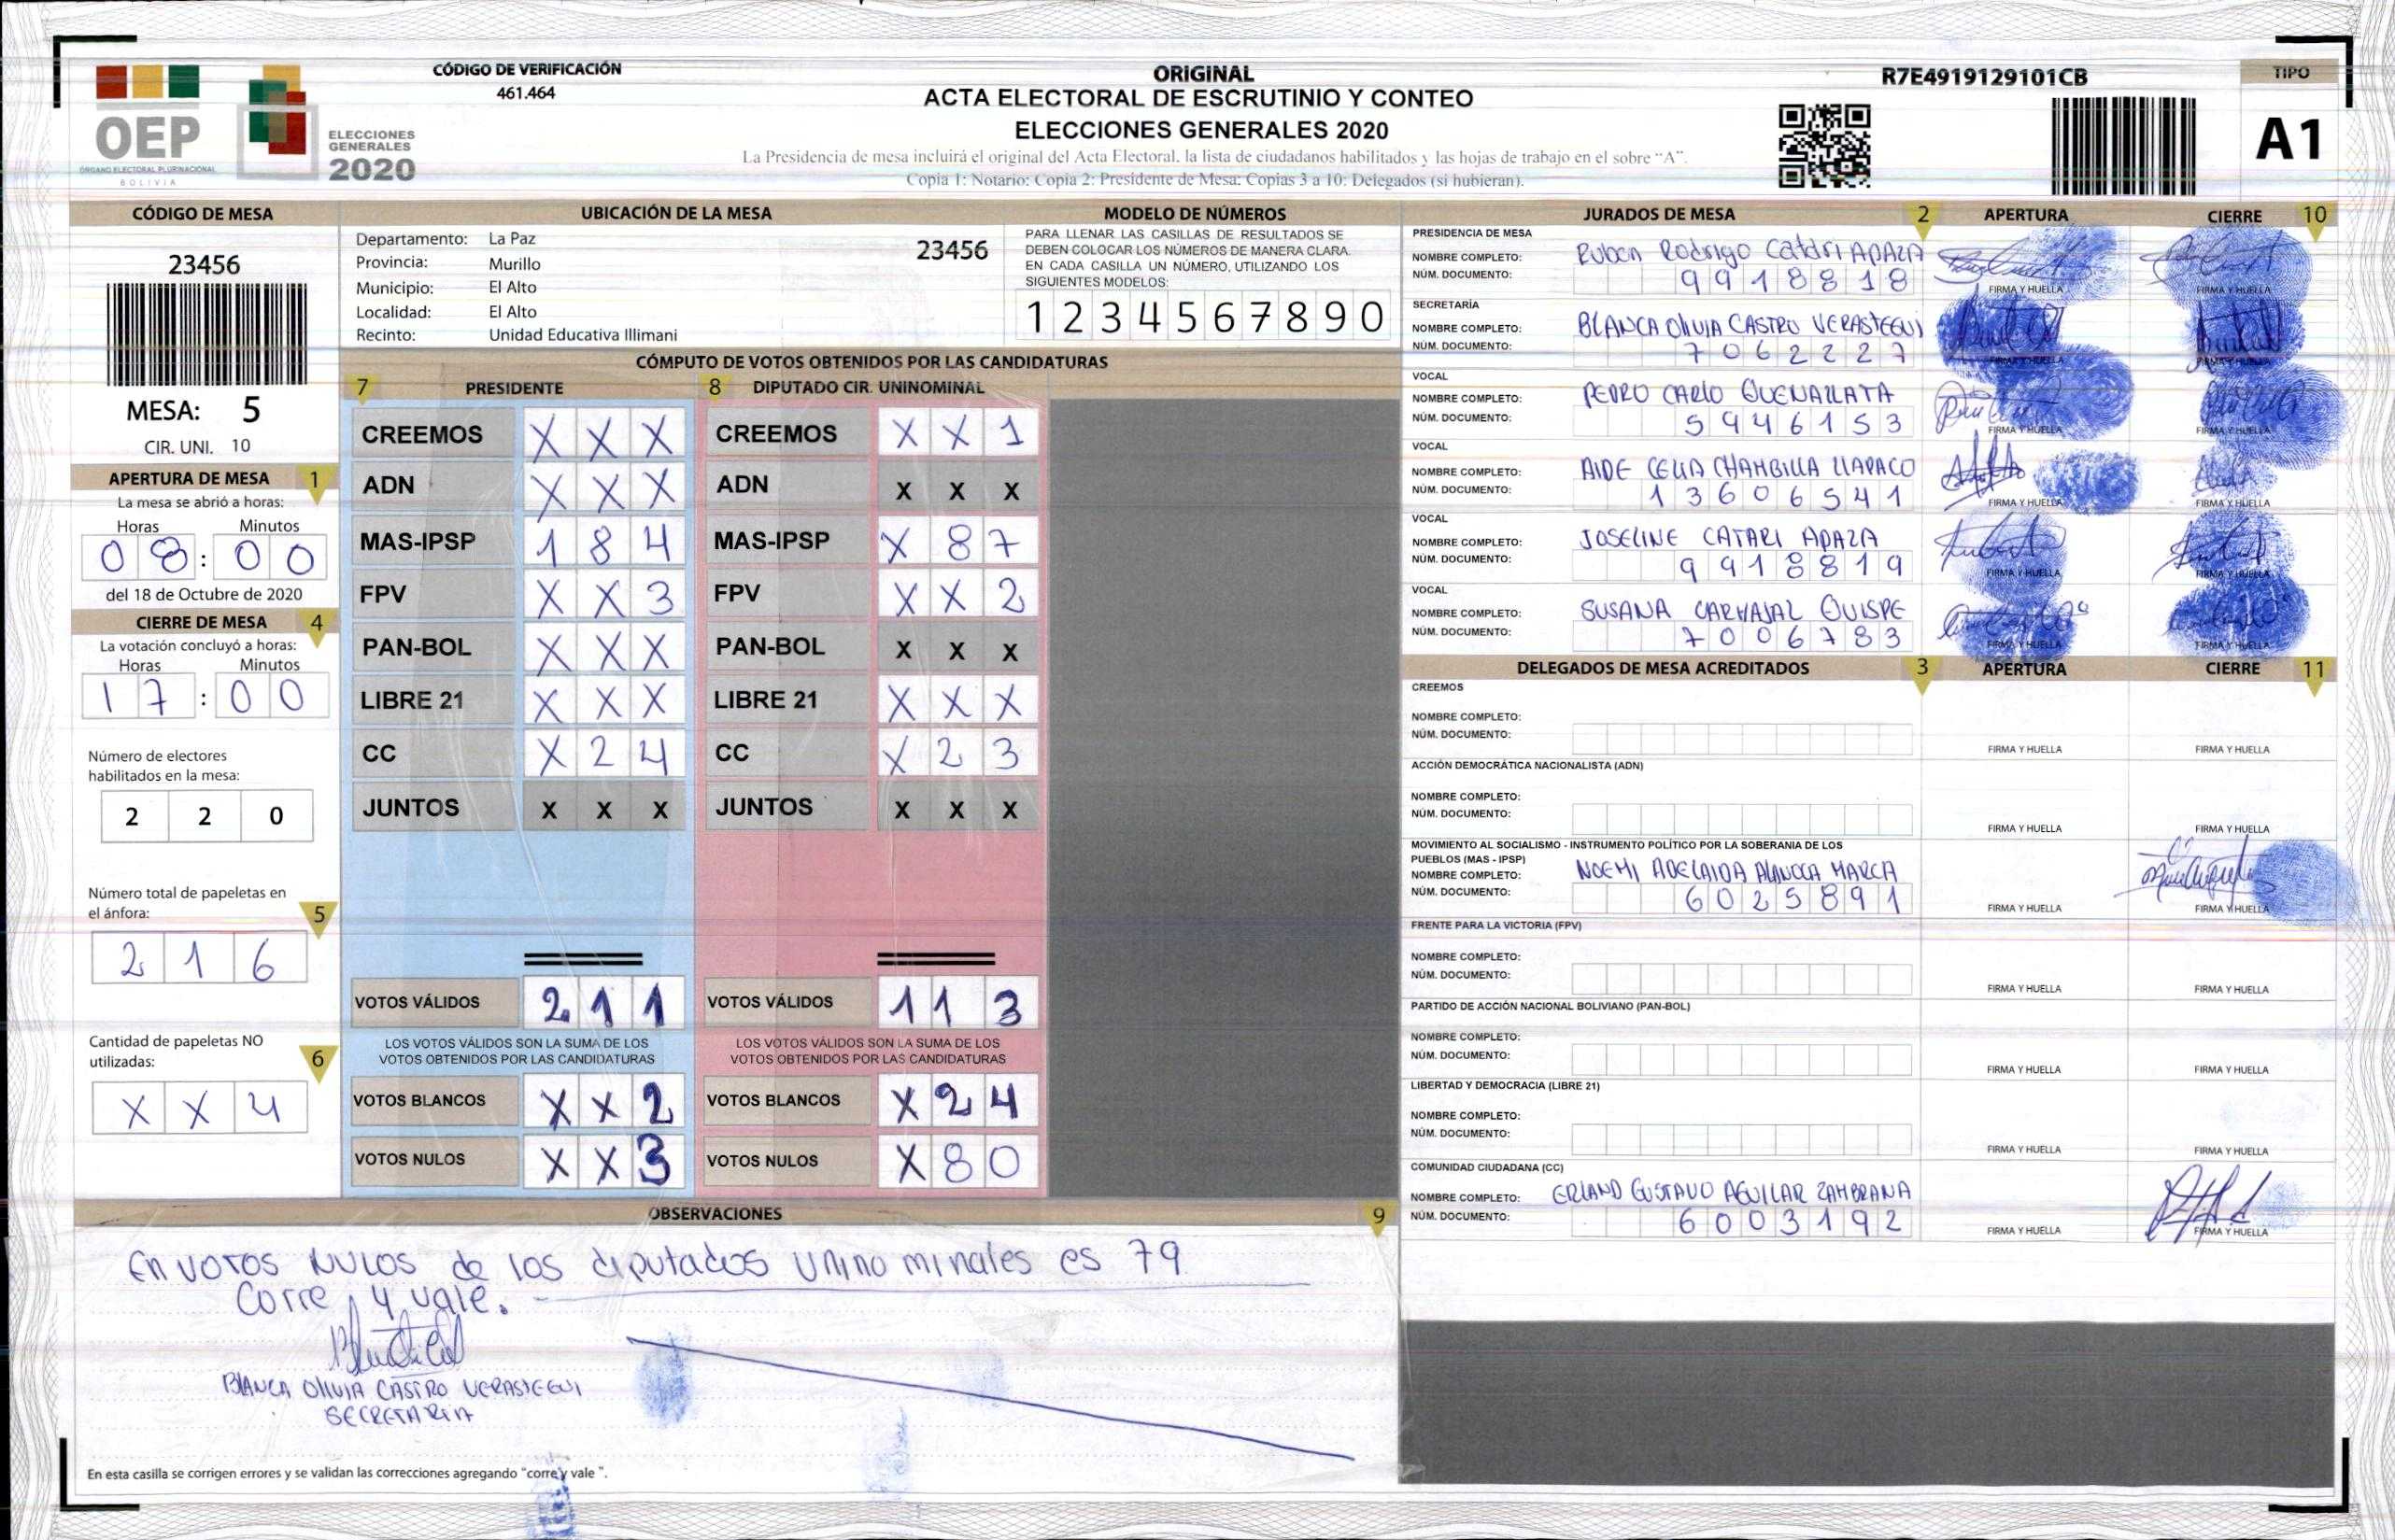 CÓDIGO DE VERIFICACIÓN
461.464
ORIGINAL
ACTA ELECTORAL DE ESCRUTINIO Y CONTEO
ELECCIONES GENERALES 2020
La Presidencia de mesa incluirá el original del Acta Electoral, la lista de ciudadanos habilitados y las hojas de trabajo en el sobre "A".
Copia 1: Notario: Copia 2: Presidente de Mesa: Copias 3 a 10: Delegados (si hubieran).
R7E4919129101CB
TIPO
A1
OEP
ÓRGANO ELECTORAL PLURINACIONAL
BOLIVIA
ELECCIONES
GENERALES
2020
CÓDIGO DE MESA
23456
MESA: 5
CIR. UNI. 10
APERTURA DE MESA 1
La mesa se abrió a horas:
Horas Minutos
08:00
del 18 de Octubre de 2020
CIERRE DE MESA 4
La votación concluyó a horas:
Horas Minutos
17:00
Número de electores
habilitados en la mesa:
2 2 0
Número total de papeletas en
el ánfora: 5
2 1 6
Cantidad de papeletas NO
utilizadas: 6
X X 4
UBICACIÓN DE LA MESA
Departamento: La Paz 23456
Provincia: Murillo
Municipio: El Alto
Localidad: El Alto
Recinto: Unidad Educativa Illimani
MODELO DE NÚMEROS
PARA LLENAR LAS CASILLAS DE RESULTADOS SE
DEBEN COLOCAR LOS NÚMEROS DE MANERA CLARA.
EN CADA CASILLA UN NÚMERO, UTILIZANDO LOS
SIGUIENTES MODELOS:
1 2 3 4 5 6 7 8 9 0
CÓMPUTO DE VOTOS OBTENIDOS POR LAS CANDIDATURAS
7 PRESIDENTE 8 DIPUTADO CIR. UNINOMINAL
CREEMOS X X X CREEMOS X X 1
ADN X X X ADN X X X
MAS-IPSP 1 8 4 MAS-IPSP X 8 7
FPV X X 3 FPV X X 2
PAN-BOL X X X PAN-BOL X X X
LIBRE 21 X X X LIBRE 21 X X X
CC X 2 4 CC X 2 3
JUNTOS X X X JUNTOS X X X
VOTOS VÁLIDOS 2 1 1 VOTOS VÁLIDOS 1 1 3
LOS VOTOS VÁLIDOS SON LA SUMA DE LOS LOS VOTOS VÁLIDOS SON LA SUMA DE LOS
VOTOS OBTENIDOS POR LAS CANDIDATURAS VOTOS OBTENIDOS POR LAS CANDIDATURAS
VOTOS BLANCOS X X 2 VOTOS BLANCOS X 2 4
VOTOS NULOS X X 3 VOTOS NULOS X 8 0
JURADOS DE MESA 2 APERTURA CIERRE 10
PRESIDENCIA DE MESA
NOMBRE COMPLETO: Ruben Rodrigo Catari APAZA
NÚM. DOCUMENTO: 9918818 FIRMA Y HUELLA FIRMA Y HUELLA
SECRETARÍA
NOMBRE COMPLETO: BLANCA OliVIA CASTRO VERASTEGUI
NÚM. DOCUMENTO: 7062227 FIRMA Y HUELLA FIRMA Y HUELLA
VOCAL
NOMBRE COMPLETO: PEDRO CARLO QUENALLATA
NÚM. DOCUMENTO: 5946153 FIRMA Y HUELLA FIRMA Y HUELLA
VOCAL
NOMBRE COMPLETO: AIDE CELIA CHAMBILLA LLAPACO
NÚM. DOCUMENTO: 13606541 FIRMA Y HUELLA FIRMA Y HUELLA
VOCAL
NOMBRE COMPLETO: JOSELINE CATARI APAZA
NÚM. DOCUMENTO: 9918819 FIRMA Y HUELLA FIRMA Y HUELLA
VOCAL
NOMBRE COMPLETO: SUSANA CARVAJAL QUISPE
NÚM. DOCUMENTO: 7006783 FIRMA Y HUELLA FIRMA Y HUELLA
DELEGADOS DE MESA ACREDITADOS 3 APERTURA CIERRE 11
CREEMOS
NOMBRE COMPLETO:
NÚM. DOCUMENTO: FIRMA Y HUELLA FIRMA Y HUELLA
ACCIÓN DEMOCRÁTICA NACIONALISTA (ADN)
NOMBRE COMPLETO:
NÚM. DOCUMENTO: FIRMA Y HUELLA FIRMA Y HUELLA
MOVIMIENTO AL SOCIALISMO - INSTRUMENTO POLÍTICO POR LA SOBERANIA DE LOS
PUEBLOS (MAS - IPSP)
NOMBRE COMPLETO: NOEMI ADELAIDA ALANOCA MARCA
NÚM. DOCUMENTO: 6025891 FIRMA Y HUELLA FIRMA Y HUELLA
FRENTE PARA LA VICTORIA (FPV)
NOMBRE COMPLETO:
NÚM. DOCUMENTO: FIRMA Y HUELLA FIRMA Y HUELLA
PARTIDO DE ACCIÓN NACIONAL BOLIVIANO (PAN-BOL)
NOMBRE COMPLETO:
NÚM. DOCUMENTO: FIRMA Y HUELLA FIRMA Y HUELLA
LIBERTAD Y DEMOCRACIA (LIBRE 21)
NOMBRE COMPLETO:
NÚM. DOCUMENTO: FIRMA Y HUELLA FIRMA Y HUELLA
COMUNIDAD CIUDADANA (CC)
NOMBRE COMPLETO: ERLAND GUSTAVO AGUILAR ZAMBRANA
NÚM. DOCUMENTO: 6003192 FIRMA Y HUELLA FIRMA Y HUELLA
OBSERVACIONES 9
En VOTOS NULOS de los diputados Uninominales es 79
Corre y vale.
BLANCA OliVIA CASTRO VERASTEGUI
SECRETARIA
En esta casilla se corrigen errores y se validan las correcciones agregando "corre y vale ".